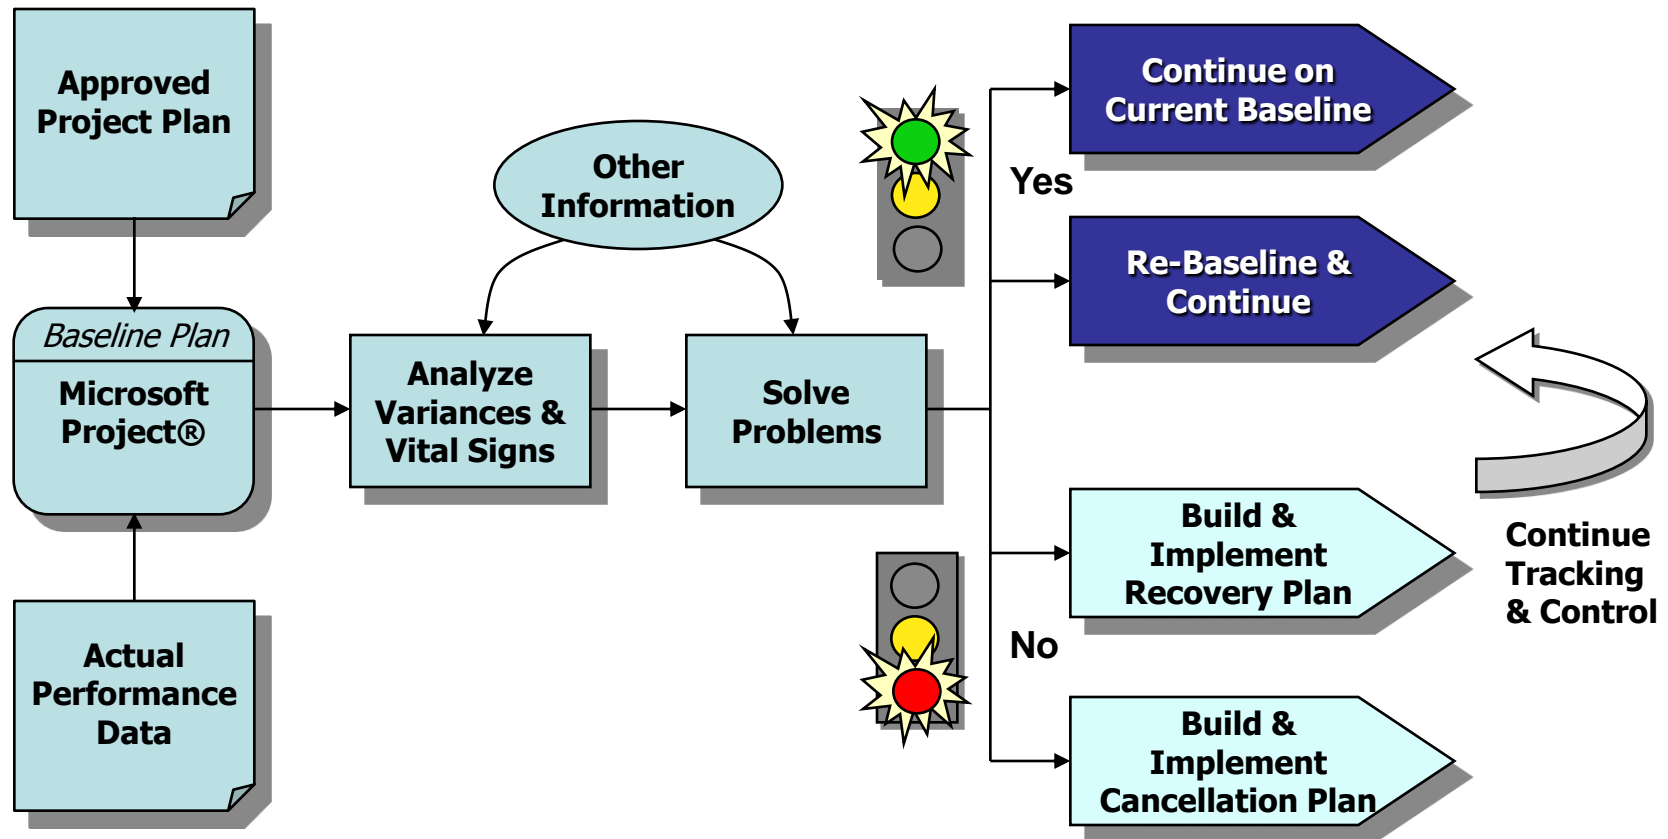 Approved
Project Plan
Other
Information
Baseline Plan
Microsoft
Project®
Actual
Performance
Data
Analyze
Variances &
Vital Signs
Solve
Problems
Yes
No
Continue on
Current Baseline
Re-Baseline &
Continue
Build &
Implement
Recovery Plan
Build &
Implement
Cancellation Plan
Continue
Tracking
& Control